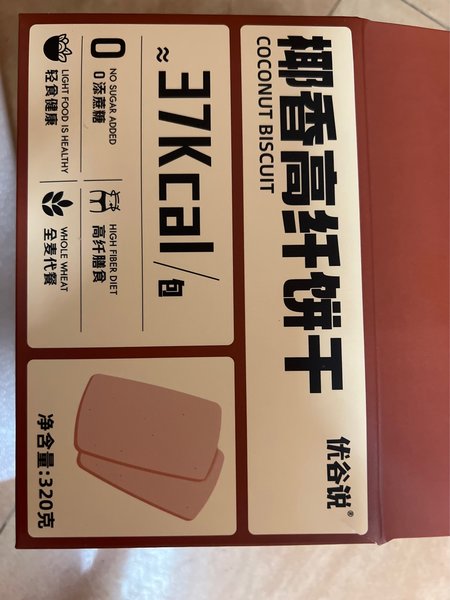 椰香高纤饼干
COCONUT BISCUIT
优谷说®
≈37Kcal/包
0
NO SUGAR ADDED
0添蔗糖
HIGH FIBER DIET
高纤膳食
LIGHT FOOD IS HEALTHY
轻食健康
WHOLE WHEAT
全麦代餐
净含量:320克